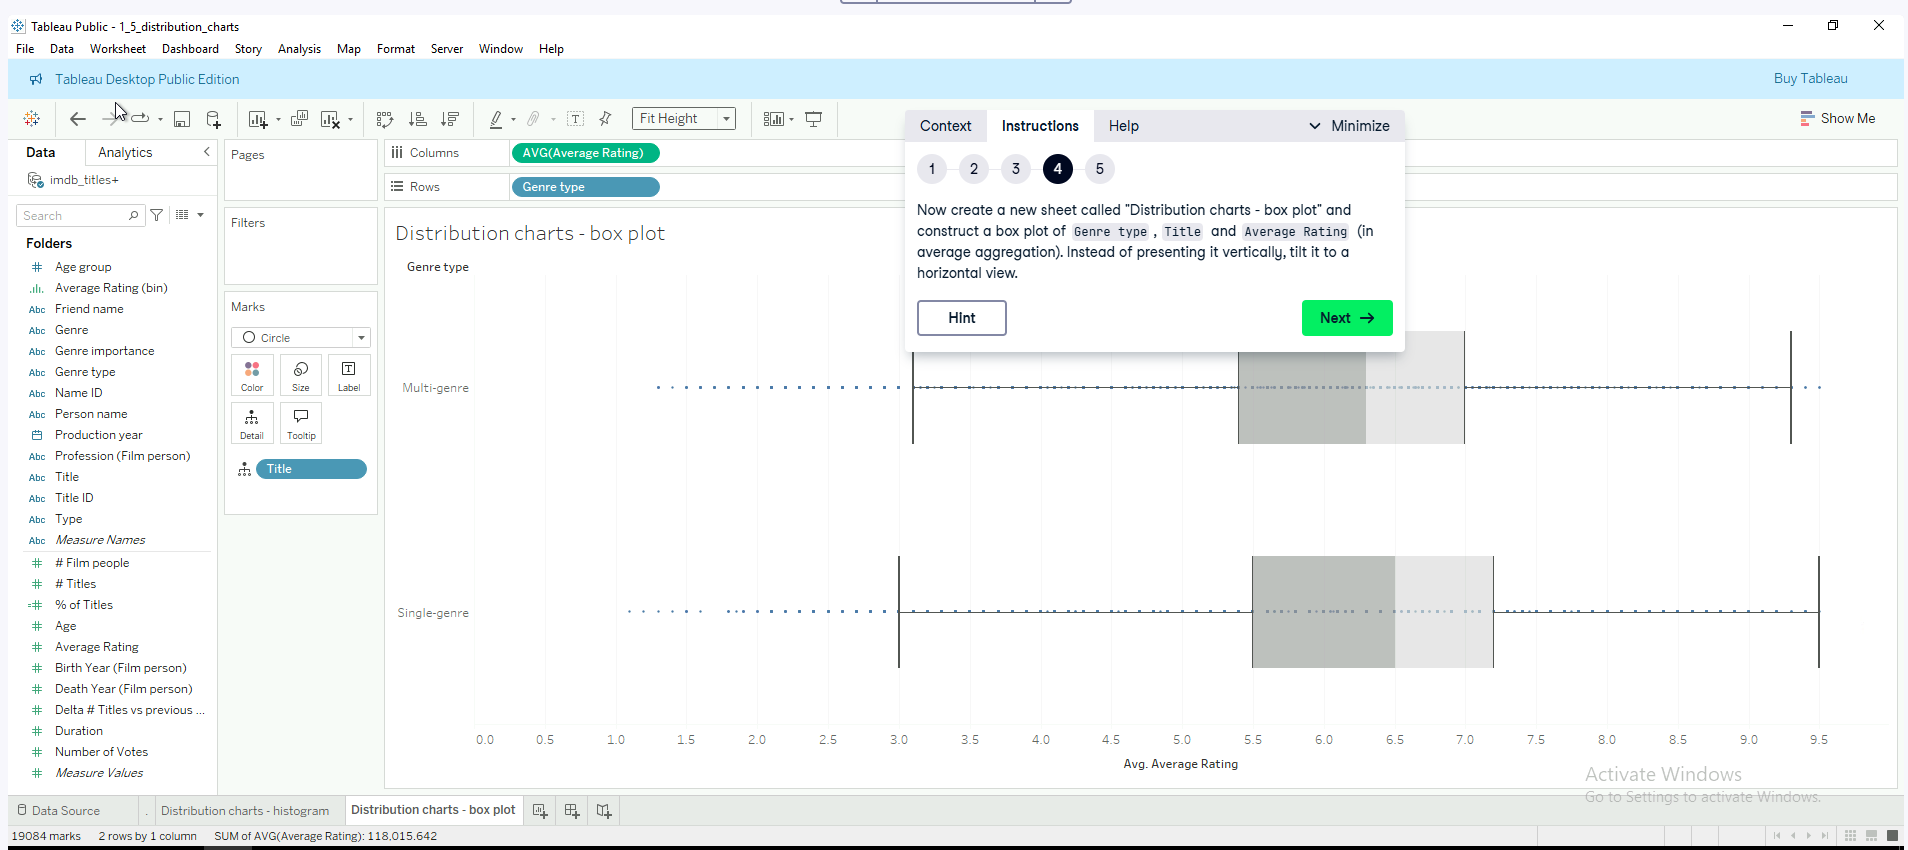 Tableau Public - 1_5_distribution_charts
File Data Worksheet Dashboard Story Analysis Map Format Server Window Help
Tableau Desktop Public Edition
Buy Tableau
Fit Height
Show Me
Data
Analytics
imdb_titles+
Search
Folders
Age group
Average Rating (bin)
Abc Friend name
Abc Genre
Abc Genre importance
Abc Genre type
Abc Name ID
Abc Person name
Production year
Abc Profession (Film person)
Abc Title
Abc Title ID
Abc Type
Abc Measure Names
# Film people
# Titles
% of Titles
Age
Average Rating
Birth Year (Film person)
Death Year (Film person)
Delta # Titles vs previous ...
Duration
Number of Votes
Measure Values
Pages
Filters
Marks
Circle
Color
Size
Label
Detail
Tooltip
Title
Columns
AVG(Average Rating)
Rows
Genre type
Distribution charts - box plot
Genre type
Multi-genre
Single-genre
0.0 0.5 1.0 1.5 2.0 2.5 3.0 3.5 4.0 4.5 5.0 5.5 6.0 6.5 7.0 7.5 8.0 8.5 9.0 9.5
Avg. Average Rating
Context
Instructions
Help
Minimize
1 2 3 4 5
Now create a new sheet called "Distribution charts - box plot" and
construct a box plot of Genre type , Title and Average Rating (in
average aggregation). Instead of presenting it vertically, tilt it to a
horizontal view.
Hint
Next
Activate Windows
Go to Settings to activate Windows.
Data Source
Distribution charts - histogram
Distribution charts - box plot
19084 marks
2 rows by 1 column
SUM of AVG(Average Rating): 118,015.642